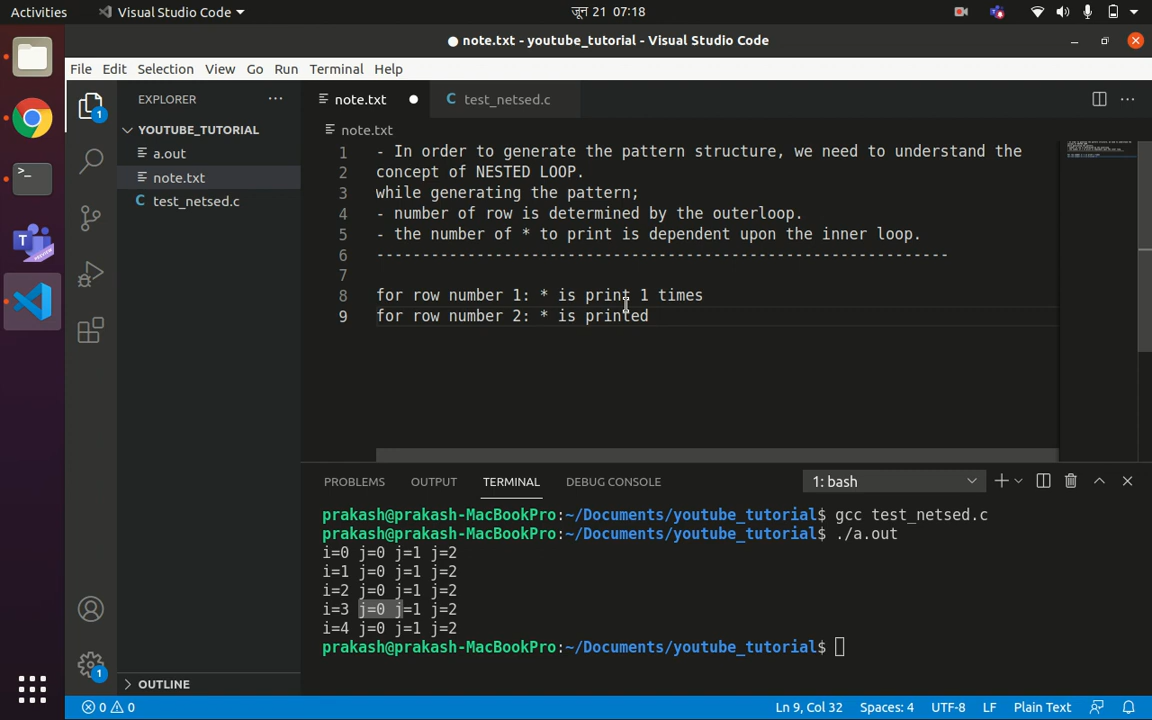 Activities
Visual Studio Code
जून 21 07:18
note.txt - youtube_tutorial - Visual Studio Code
File Edit Selection View Go Run Terminal Help
EXPLORER
YOUTUBE_TUTORIAL
a.out
note.txt
C test_netsed.c
OUTLINE
note.txt
C test_netsed.c
note.txt
1 - In order to generate the pattern structure, we need to understand the
2 concept of NESTED LOOP.
3 while generating the pattern;
4 - number of row is determined by the outerloop.
5 - the number of * to print is dependent upon the inner loop.
6 ---------------------------------------------------------------
7
8 for row number 1: * is print 1 times
9 for row number 2: * is printed
PROBLEMS OUTPUT TERMINAL DEBUG CONSOLE
1: bash
prakash@prakash-MacBookPro:~/Documents/youtube_tutorial$ gcc test_netsed.c
prakash@prakash-MacBookPro:~/Documents/youtube_tutorial$ ./a.out
i=0 j=0 j=1 j=2
i=1 j=0 j=1 j=2
i=2 j=0 j=1 j=2
i=3 j=0 j=1 j=2
i=4 j=0 j=1 j=2
prakash@prakash-MacBookPro:~/Documents/youtube_tutorial$
1
1
0 0
Ln 9, Col 32 Spaces: 4 UTF-8 LF Plain Text